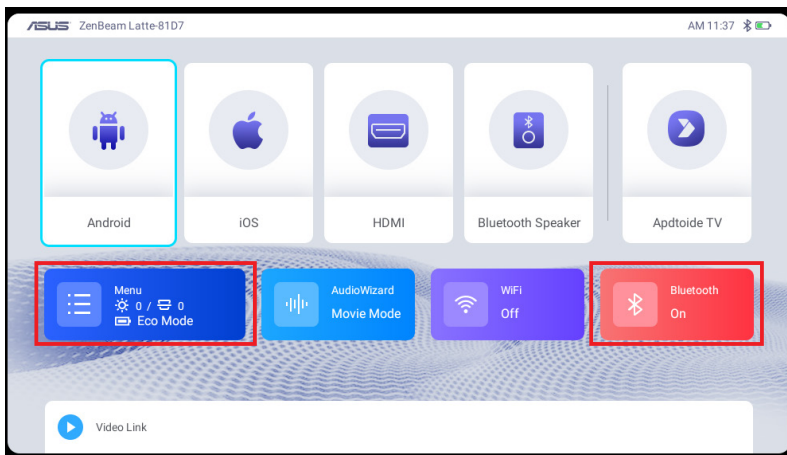 ASUS ZenBeam Latte-81D7 AM 11:37
Android iOS HDMI Bluetooth Speaker Apdtoide TV
Menu
0 / 0
Eco Mode
AudioWizard
Movie Mode
WiFi
Off
Bluetooth
On
Video Link